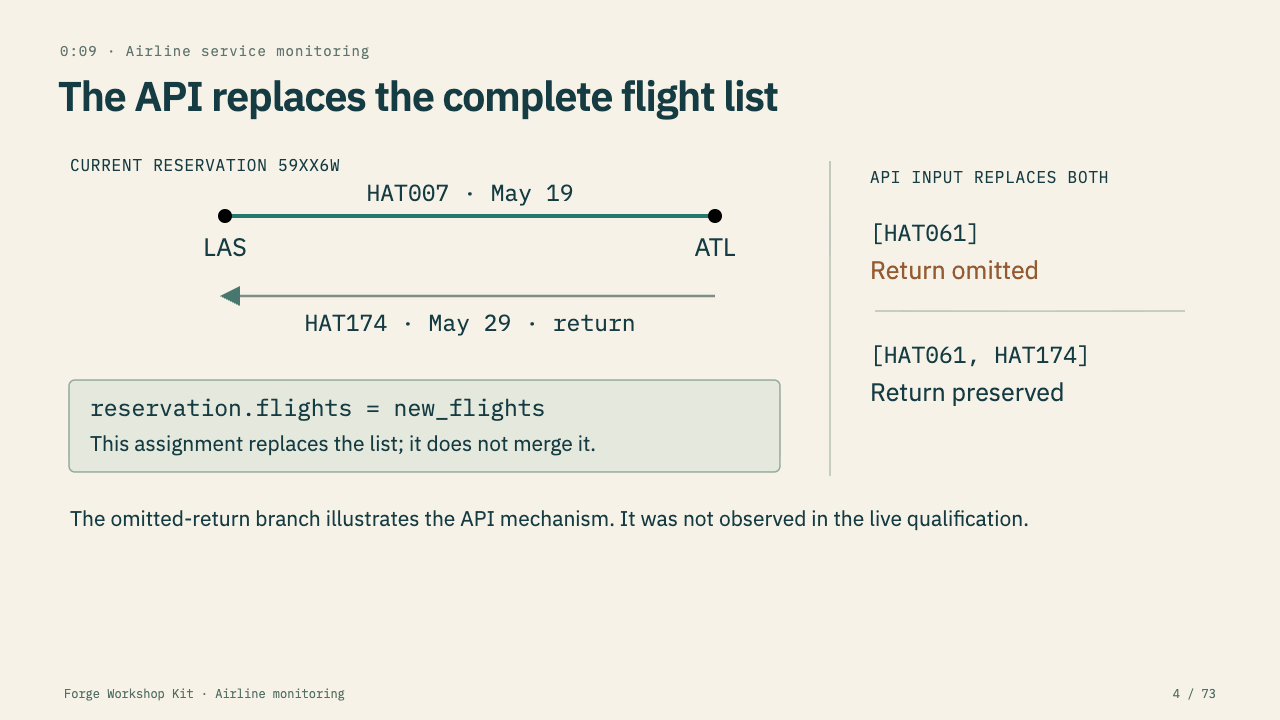 0:09 · Airline service monitoring
The API replaces the complete flight list
CURRENT RESERVATION 59XX6W
HAT007 · May 19
LAS
ATL
HAT174 · May 29 · return
reservation.flights = new_flights
This assignment replaces the list; it does not merge it.
API INPUT REPLACES BOTH
[HAT061]
Return omitted
[HAT061, HAT174]
Return preserved
The omitted-return branch illustrates the API mechanism. It was not observed in the live qualification.
Forge Workshop Kit · Airline monitoring
4 / 73